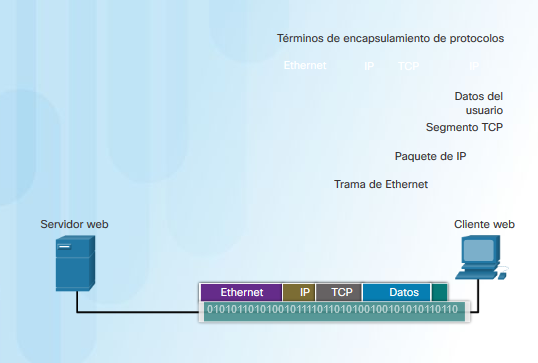 Términos de encapsulamiento de protocolos
Ethernet IP TCP IP
Datos del
usuario
Segmento TCP
Paquete de IP
Trama de Ethernet
Servidor web
Cliente web
Ethernet IP TCP Datos
0101011010100101111011010100100101010110110